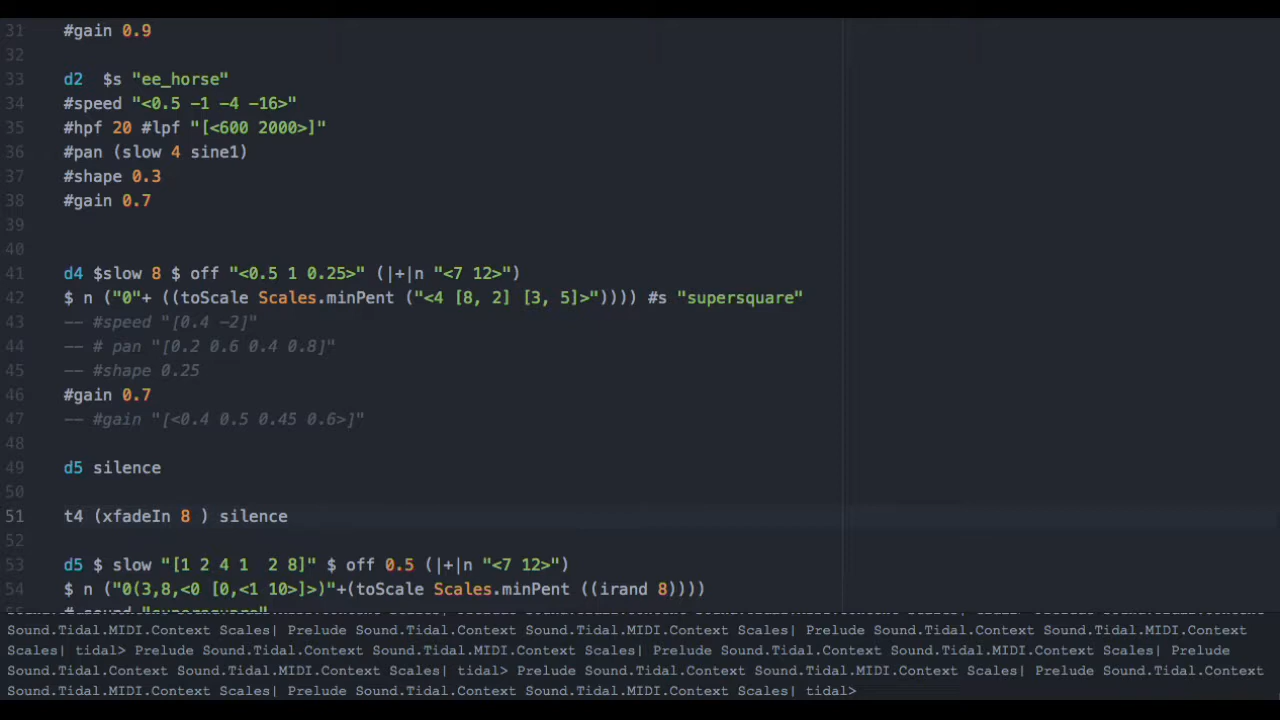 31 #gain 0.9
32
33 d2  $s "ee_horse"
34 #speed "<0.5 -1 -4 -16>"
35 #hpf 20 #lpf "[<600 2000>]"
36 #pan (slow 4 sine1)
37 #shape 0.3
38 #gain 0.7
39
40
41 d4 $slow 8 $ off "<0.5 1 0.25>" (|+|n "<7 12>")
42 $ n ("0"+ ((toScale Scales.minPent ("<4 [8, 2] [3, 5]>")))) #s "supersquare"
43 -- #speed "[0.4 -2]"
44 -- # pan "[0.2 0.6 0.4 0.8]"
45 -- #shape 0.25
46 #gain 0.7
47 -- #gain "[<0.4 0.5 0.45 0.6>]"
48
49 d5 silence
50
51 t4 (xfadeIn 8 ) silence
52
53 d5 $ slow "[1 2 4 1  2 8]" $ off 0.5 (|+|n "<7 12>")
54 $ n ("0(3,8,<0 [0,<1 10>]>)"+(toScale Scales.minPent ((irand 8))))
Sound.Tidal.MIDI.Context Scales| Prelude Sound.Tidal.Context Sound.Tidal.MIDI.Context Scales| Prelude Sound.Tidal.Context Sound.Tidal.MIDI.Context
Scales| tidal> Prelude Sound.Tidal.Context Sound.Tidal.MIDI.Context Scales| Prelude Sound.Tidal.Context Sound.Tidal.MIDI.Context Scales| Prelude
Sound.Tidal.Context Sound.Tidal.MIDI.Context Scales| tidal> Prelude Sound.Tidal.Context Sound.Tidal.MIDI.Context Scales| Prelude Sound.Tidal.Context
Sound.Tidal.MIDI.Context Scales| Prelude Sound.Tidal.Context Sound.Tidal.MIDI.Context Scales| tidal>